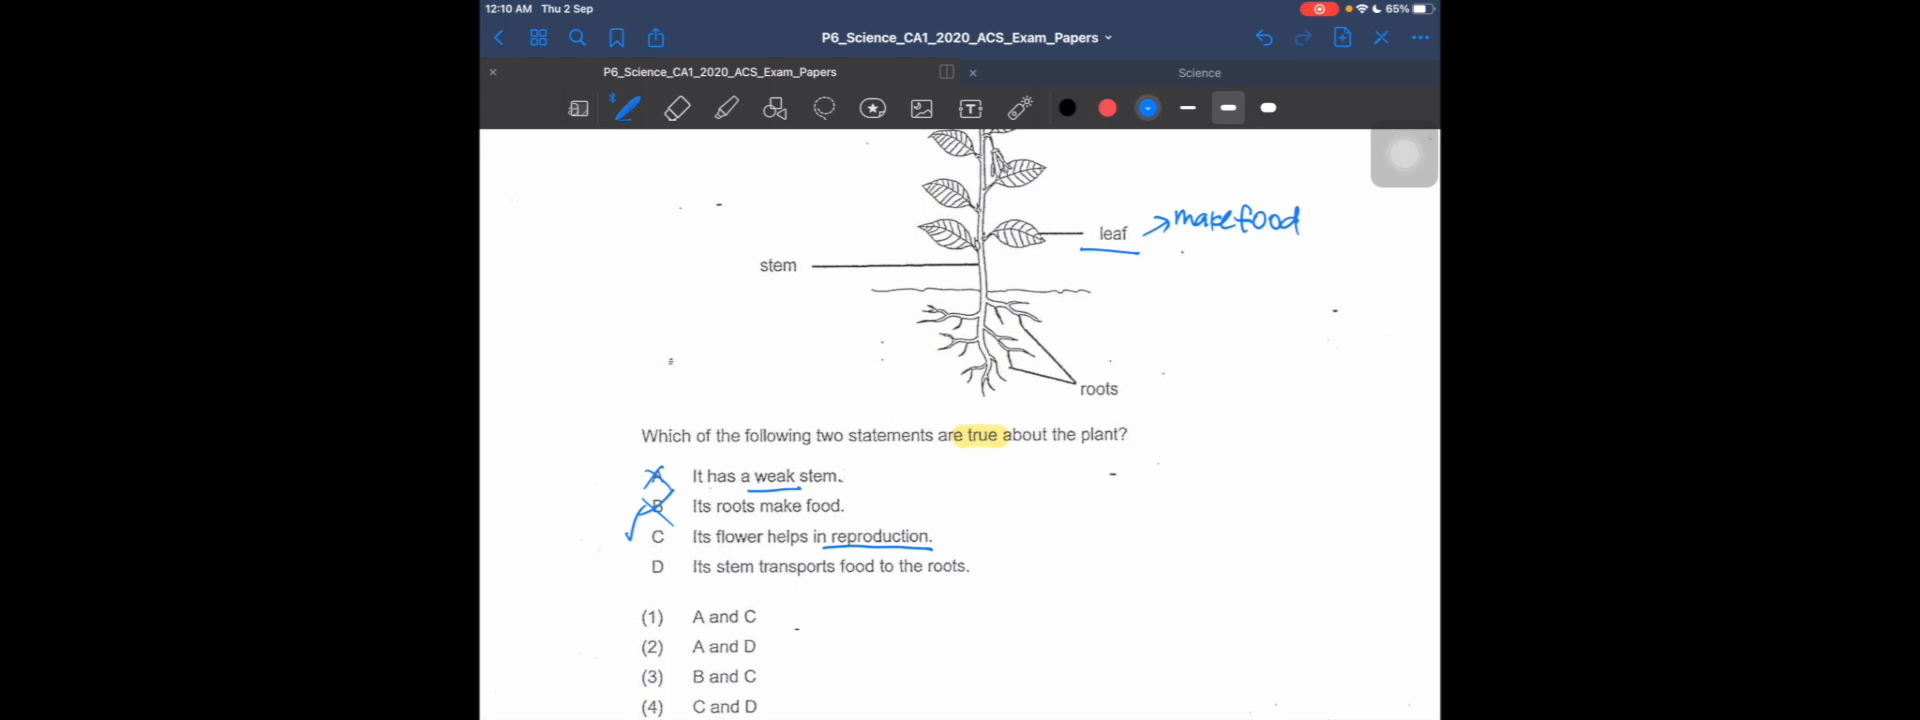 12:10 AM Thu 2 Sep 65%
P6_Science_CA1_2020_ACS_Exam_Papers
P6_Science_CA1_2020_ACS_Exam_Papers Science
leaf → make food
stem
roots
Which of the following two statements are true about the plant?
A It has a weak stem.
B Its roots make food.
C Its flower helps in reproduction.
D Its stem transports food to the roots.
(1) A and C
(2) A and D
(3) B and C
(4) C and D